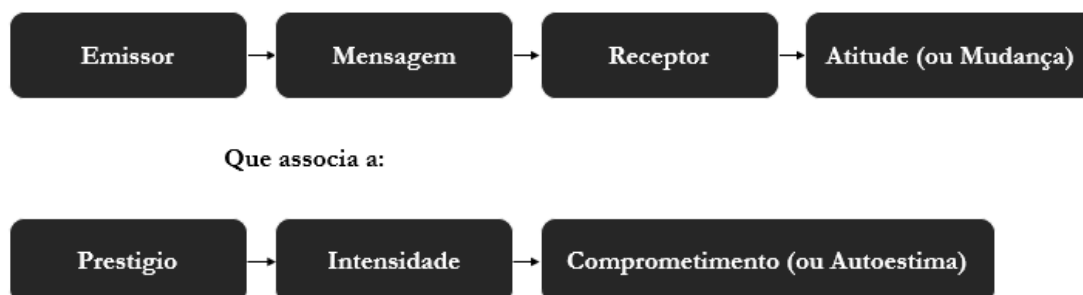 Emissor Mensagem Receptor Atitude (ou Mudança)
Que associa a:
Prestigio Intensidade Comprometimento (ou Autoestima)